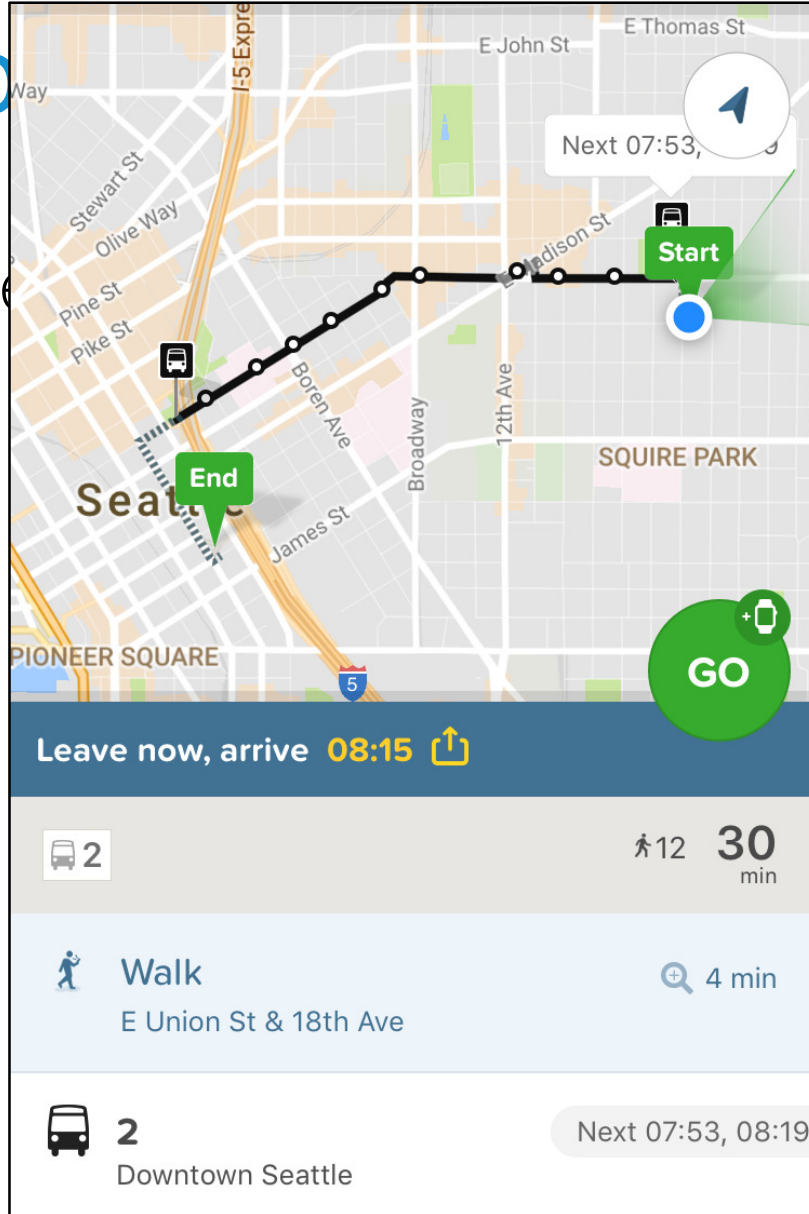 E Thomas St
E John St
I-5 Expre
Way
Next 07:53,
Stewart St
Olive Way
Madison St
Start
Pine St
Pike St
Boren Ave
Broadway
12th Ave
SQUIRE PARK
End
Seattle
James St
PIONEER SQUARE
5
GO
Leave now, arrive 08:15
2
12 30
min
Walk
4 min
E Union St & 18th Ave
2
Next 07:53, 08:19
Downtown Seattle